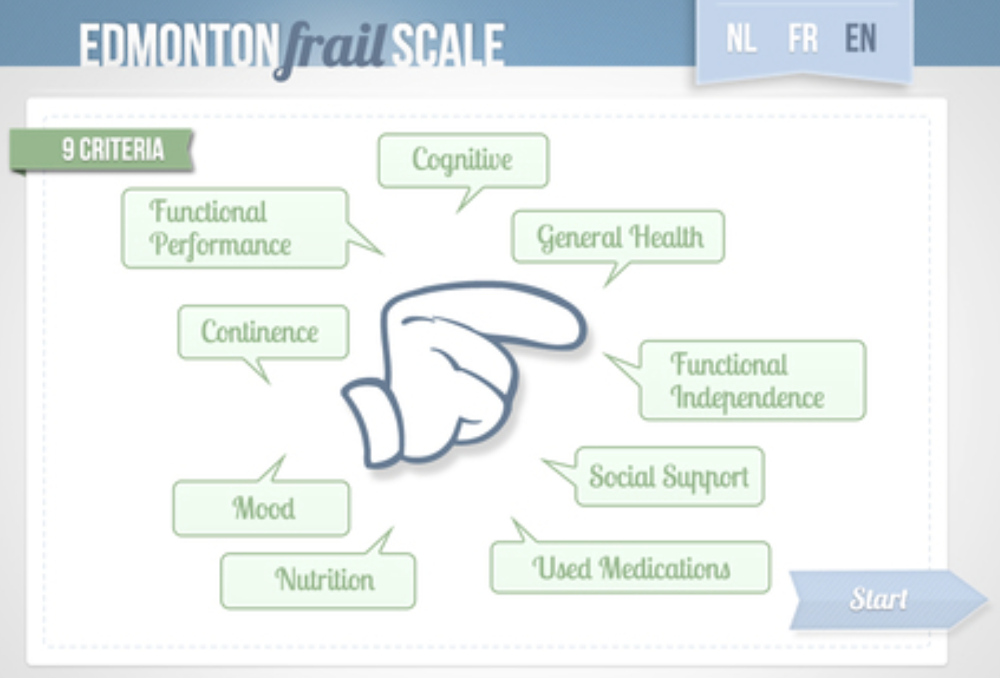 EDMONTON frail SCALE
NL FR EN
9 CRITERIA
Cognitive
Functional
Performance
General Health
Continence
Functional
Independence
Social Support
Mood
Used Medications
Nutrition
Start